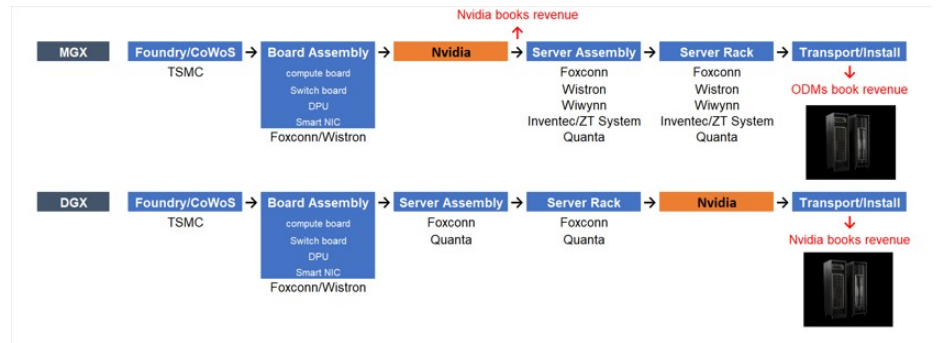 Nvidia books revenue
↑
MGX
Foundry/CoWoS → Board Assembly → Nvidia → Server Assembly → Server Rack → Transport/Install
TSMC
compute board
Switch board
DPU
Smart NIC
Foxconn/Wistron
Foxconn
Wistron
Wiwynn
Inventec/ZT System
Quanta
Foxconn
Wistron
Wiwynn
Inventec/ZT System
Quanta
↓
ODMs book revenue
DGX
Foundry/CoWoS → Board Assembly → Server Assembly → Server Rack → Nvidia → Transport/Install
TSMC
compute board
Switch board
DPU
Smart NIC
Foxconn/Wistron
Foxconn
Quanta
Foxconn
Quanta
↓
Nvidia books revenue